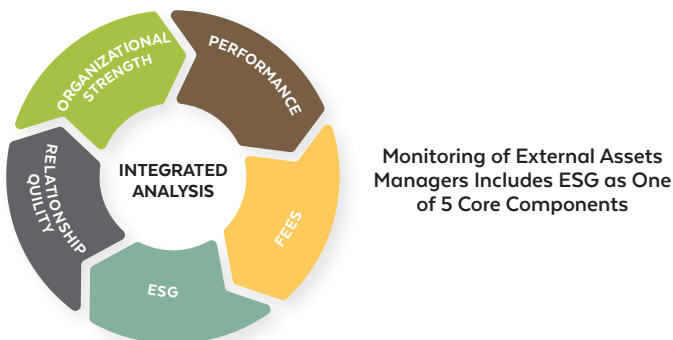 ORGANIZATIONAL
STRENGTH
PERFORMANCE
FEES
ESG
RELATIONSHIP
QUILITY
INTEGRATED
ANALYSIS
Monitoring of External Assets
Managers Includes ESG as One
of 5 Core Components